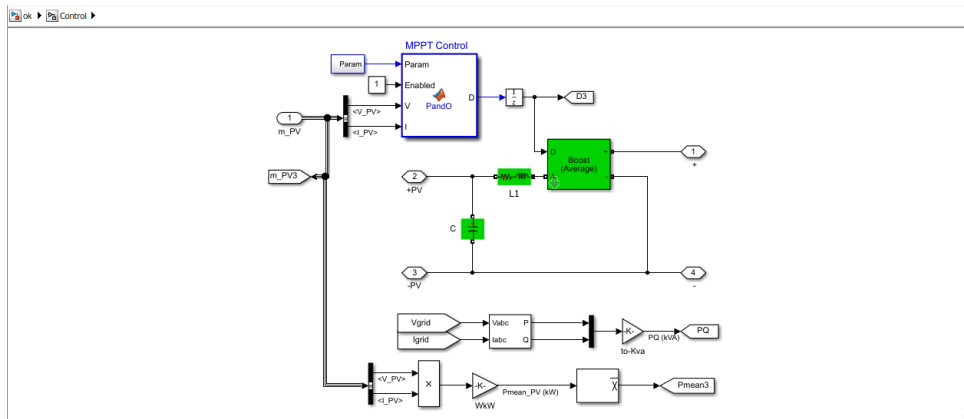 ok ▶ Control ▶
MPPT Control
Param
Param
1
Enabled
V
I
D
PandO
<V_PV>
<I_PV>
1
z
D3
1
m_PV
m_PV3
D
Boost
(Average)
+
-
1
+
2
+PV
L1
C
3
-PV
4
-
Vgrid
Igrid
Vabc
Iabc
P
Q
-K-
to-Kva
PQ (kVA)
PQ
<V_PV>
<I_PV>
×
-K-
WkW
Pmean_PV (kW)
X
Pmean3